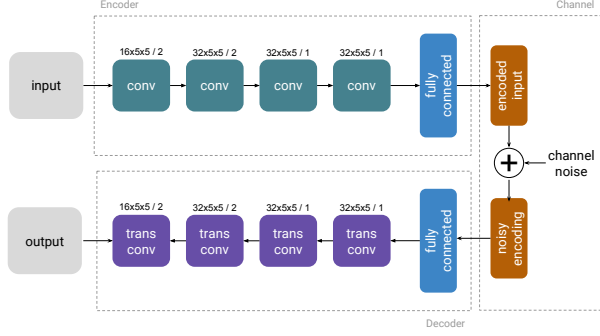 Encoder
Channel
16x5x5 / 2
32x5x5 / 2
32x5x5 / 1
32x5x5 / 1
input
conv
conv
conv
conv
fully
connected
encoded
input
channel
noise
16x5x5 / 2
32x5x5 / 2
32x5x5 / 1
32x5x5 / 1
output
trans
conv
trans
conv
trans
conv
trans
conv
fully
connected
noisy
encoding
Decoder